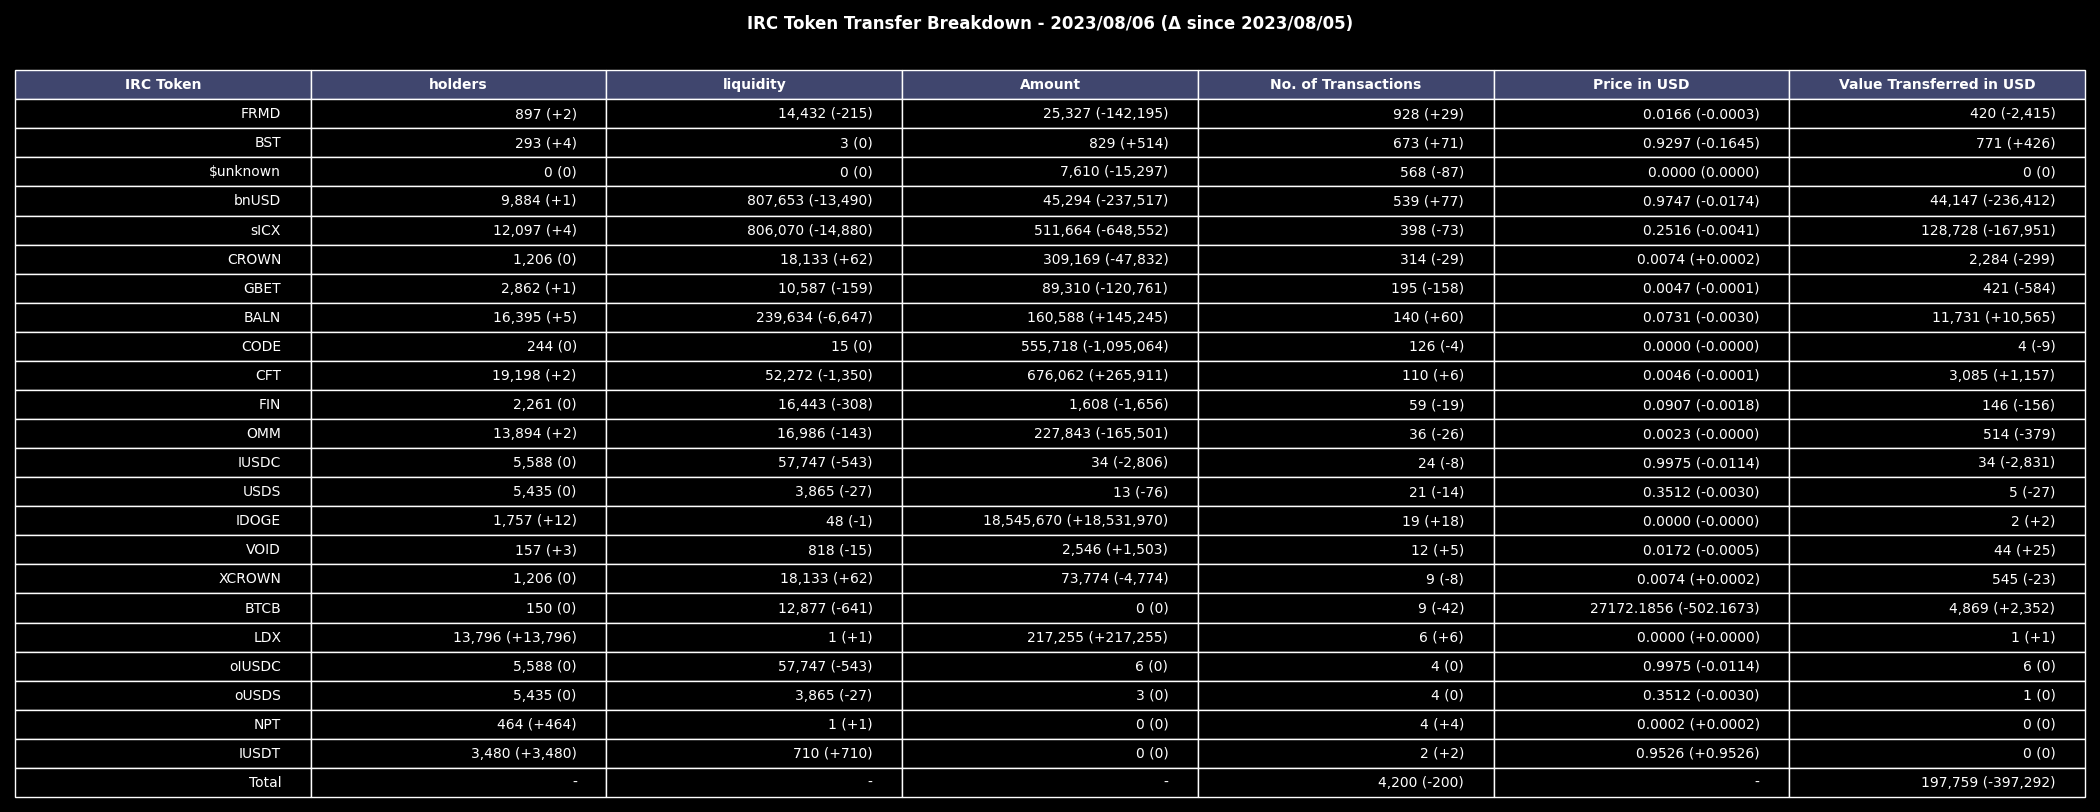 IRC Token Transfer Breakdown - 2023/08/06 (Δ since 2023/08/05)
IRC Token holders liquidity Amount No. of Transactions Price in USD Value Transferred in USD
FRMD 897 (+2) 14,432 (-215) 25,327 (-142,195) 928 (+29) 0.0166 (-0.0003) 420 (-2,415)
BST 293 (+4) 3 (0) 829 (+514) 673 (+71) 0.9297 (-0.1645) 771 (+426)
$unknown 0 (0) 0 (0) 7,610 (-15,297) 568 (-87) 0.0000 (0.0000) 0 (0)
bnUSD 9,884 (+1) 807,653 (-13,490) 45,294 (-237,517) 539 (+77) 0.9747 (-0.0174) 44,147 (-236,412)
sICX 12,097 (+4) 806,070 (-14,880) 511,664 (-648,552) 398 (-73) 0.2516 (-0.0041) 128,728 (-167,951)
CROWN 1,206 (0) 18,133 (+62) 309,169 (-47,832) 314 (-29) 0.0074 (+0.0002) 2,284 (-299)
GBET 2,862 (+1) 10,587 (-159) 89,310 (-120,761) 195 (-158) 0.0047 (-0.0001) 421 (-584)
BALN 16,395 (+5) 239,634 (-6,647) 160,588 (+145,245) 140 (+60) 0.0731 (-0.0030) 11,731 (+10,565)
CODE 244 (0) 15 (0) 555,718 (-1,095,064) 126 (-4) 0.0000 (-0.0000) 4 (-9)
CFT 19,198 (+2) 52,272 (-1,350) 676,062 (+265,911) 110 (+6) 0.0046 (-0.0001) 3,085 (+1,157)
FIN 2,261 (0) 16,443 (-308) 1,608 (-1,656) 59 (-19) 0.0907 (-0.0018) 146 (-156)
OMM 13,894 (+2) 16,986 (-143) 227,843 (-165,501) 36 (-26) 0.0023 (-0.0000) 514 (-379)
IUSDC 5,588 (0) 57,747 (-543) 34 (-2,806) 24 (-8) 0.9975 (-0.0114) 34 (-2,831)
USDS 5,435 (0) 3,865 (-27) 13 (-76) 21 (-14) 0.3512 (-0.0030) 5 (-27)
IDOGE 1,757 (+12) 48 (-1) 18,545,670 (+18,531,970) 19 (+18) 0.0000 (-0.0000) 2 (+2)
VOID 157 (+3) 818 (-15) 2,546 (+1,503) 12 (+5) 0.0172 (-0.0005) 44 (+25)
XCROWN 1,206 (0) 18,133 (+62) 73,774 (-4,774) 9 (-8) 0.0074 (+0.0002) 545 (-23)
BTCB 150 (0) 12,877 (-641) 0 (0) 9 (-42) 27172.1856 (-502.1673) 4,869 (+2,352)
LDX 13,796 (+13,796) 1 (+1) 217,255 (+217,255) 6 (+6) 0.0000 (+0.0000) 1 (+1)
oIUSDC 5,588 (0) 57,747 (-543) 6 (0) 4 (0) 0.9975 (-0.0114) 6 (0)
oUSDS 5,435 (0) 3,865 (-27) 3 (0) 4 (0) 0.3512 (-0.0030) 1 (0)
NPT 464 (+464) 1 (+1) 0 (0) 4 (+4) 0.0002 (+0.0002) 0 (0)
IUSDT 3,480 (+3,480) 710 (+710) 0 (0) 2 (+2) 0.9526 (+0.9526) 0 (0)
Total - - - 4,200 (-200) - 197,759 (-397,292)